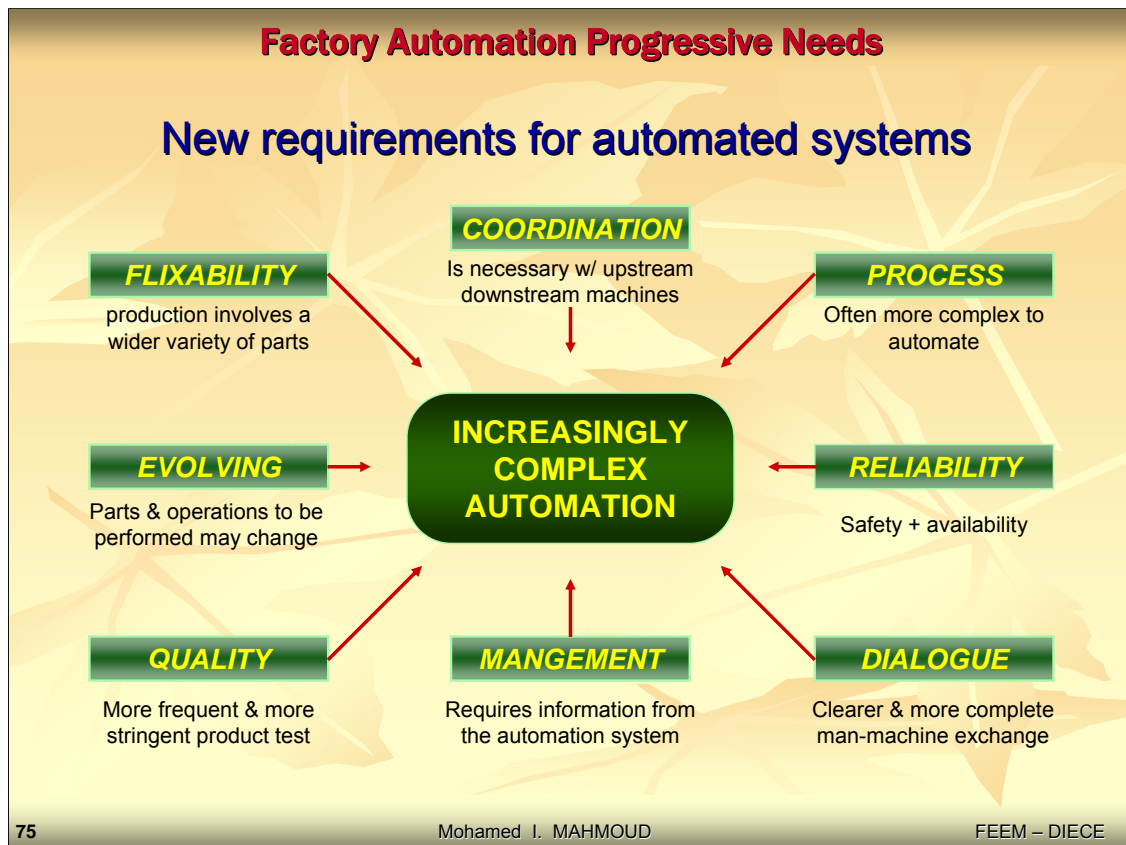 Factory Automation Progressive Needs
New requirements for automated systems
COORDINATION
Is necessary w/ upstream
downstream machines
FLIXABILITY
production involves a
wider variety of parts
PROCESS
Often more complex to
automate
INCREASINGLY
COMPLEX
AUTOMATION
EVOLVING
Parts & operations to be
performed may change
RELIABILITY
Safety + availability
QUALITY
More frequent & more
stringent product test
MANGEMENT
Requires information from
the automation system
DIALOGUE
Clearer & more complete
man-machine exchange
75
Mohamed I. MAHMOUD
FEEM – DIECE